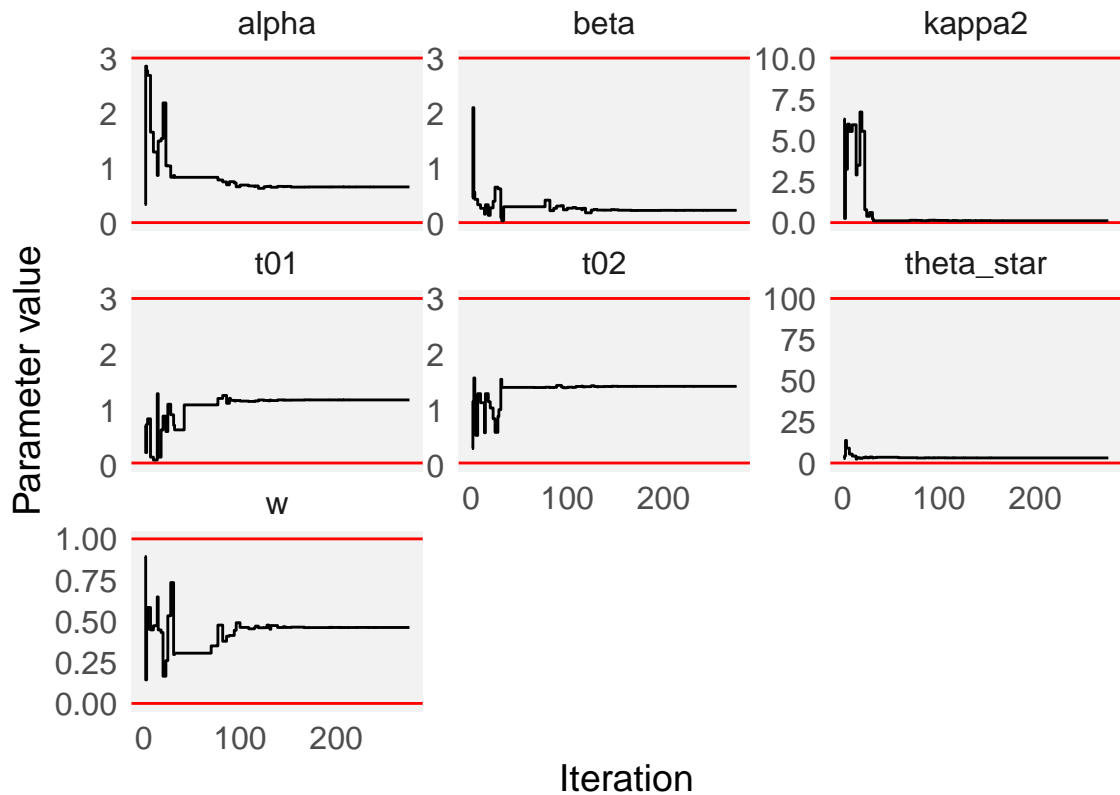 alpha beta kappa2
3 3 10.0
2 2 7.5
5.0
1 1 2.5
0 0 0.0
t01 t02 theta_star
3 3 100
2 2 75
50
1 1 25
0 0 0
0 100 200 0 100 200
w
1.00
0.75
0.50
0.25
0.00
0 100 200
Parameter value
Iteration